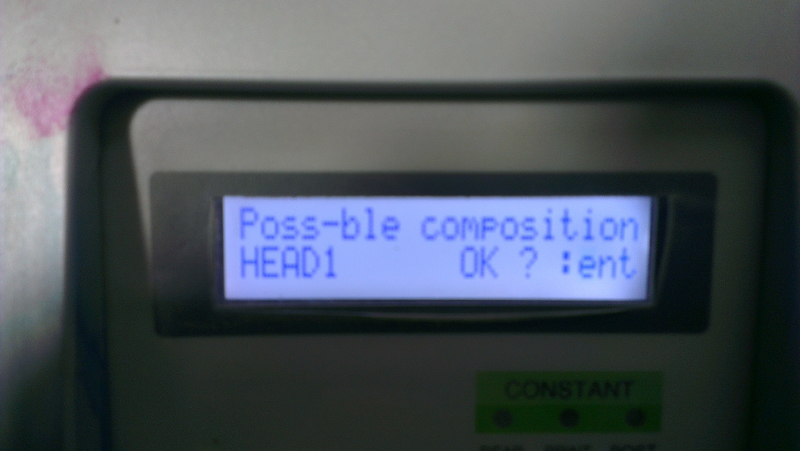 Poss-ble composition
HEAD1 OK ? :ent
CONSTANT